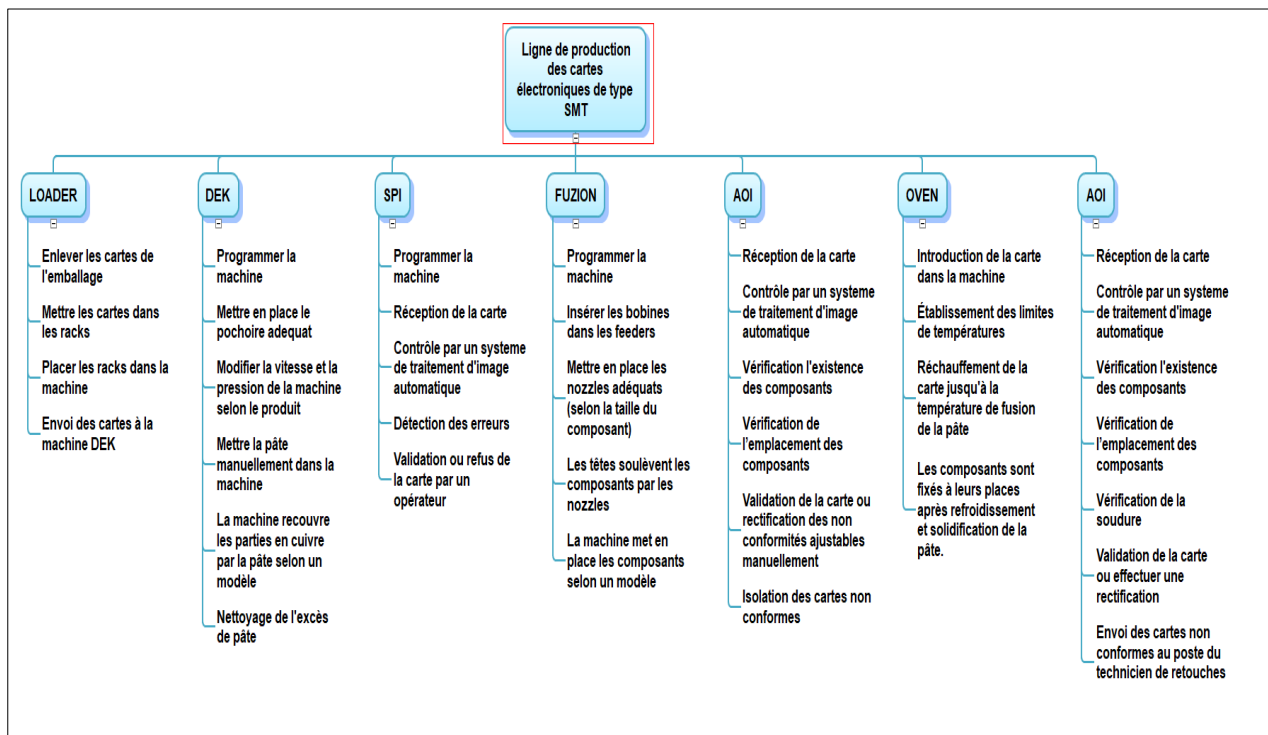 Ligne de production
des cartes
électroniques de type
SMT
LOADER
Enlever les cartes de
l'emballage
Mettre les cartes dans
les racks
Placer les racks dans la
machine
Envoi des cartes à la
machine DEK
DEK
Programmer la
machine
Mettre en place le
pochoire adequat
Modifier la vitesse et la
pression de la machine
selon le produit
Mettre la pâte
manuellement dans la
machine
La machine recouvre
les parties en cuivre
par la pâte selon un
modèle
Nettoyage de l'excès
de pâte
SPI
Programmer la
machine
Réception de la carte
Contrôle par un systeme
de traitement d'image
automatique
Détection des erreurs
Validation ou refus de
la carte par un
opérateur
FUZION
Programmer la
machine
Insérer les bobines
dans les feeders
Mettre en place les
nozzles adéquats
(selon la taille du
composant)
Les têtes soulèvent les
composants par les
nozzles
La machine met en
place les composants
selon un modèle
AOI
Réception de la carte
Contrôle par un systeme
de traitement d'image
automatique
Vérification l'existence
des composants
Vérification de
l’emplacement des
composants
Validation de la carte ou
rectification des non
conformités ajustables
manuellement
Isolation des cartes non
conformes
OVEN
Introduction de la carte
dans la machine
Établissement des limites
de températures
Réchauffement de la
carte jusqu'à la
température de fusion
de la pâte
Les composants sont
fixés à leurs places
après refroidissement
et solidification de la
pâte.
AOI
Réception de la carte
Contrôle par un systeme
de traitement d'image
automatique
Vérification l'existence
des composants
Vérification de
l’emplacement des
composants
Vérification de la
soudure
Validation de la carte
ou effectuer une
rectification
Envoi des cartes non
conformes au poste du
technicien de retouches